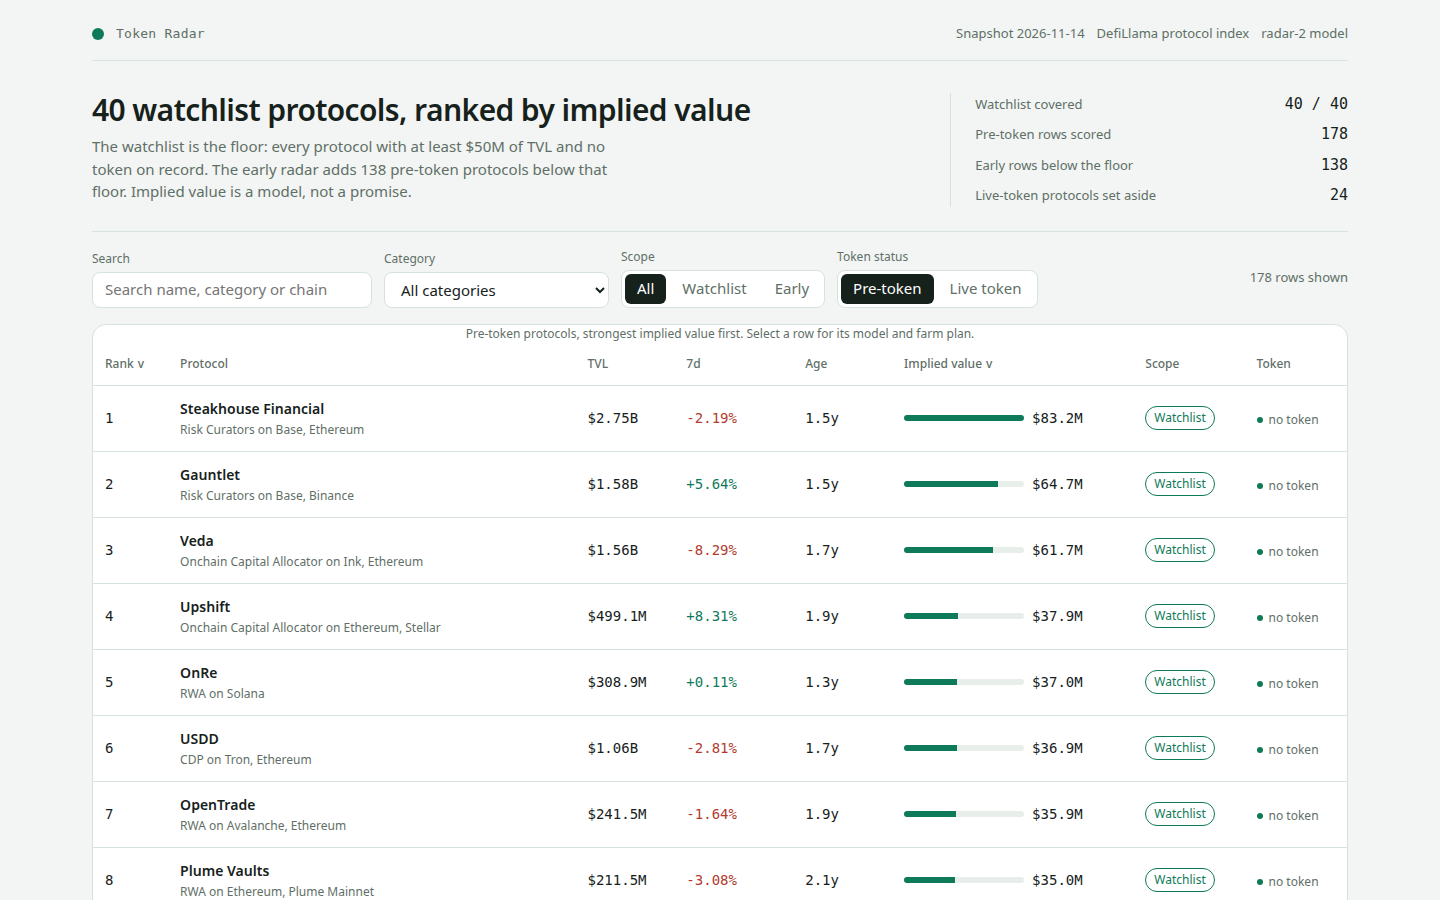 Token Radar
Snapshot 2026-11-14 DefiLlama protocol index radar-2 model
40 watchlist protocols, ranked by implied value
The watchlist is the floor: every protocol with at least $50M of TVL and no
token on record. The early radar adds 138 pre-token protocols below that
floor. Implied value is a model, not a promise.
Watchlist covered 40 / 40
Pre-token rows scored 178
Early rows below the floor 138
Live-token protocols set aside 24
Search Category Scope Token status
Search name, category or chain All categories All Watchlist Early Pre-token Live token
178 rows shown
Pre-token protocols, strongest implied value first. Select a row for its model and farm plan.
Rank v Protocol TVL 7d Age Implied value v Scope Token
1 Steakhouse Financial $2.75B -2.19% 1.5y $83.2M Watchlist no token
Risk Curators on Base, Ethereum
2 Gauntlet $1.58B +5.64% 1.5y $64.7M Watchlist no token
Risk Curators on Base, Binance
3 Veda $1.56B -8.29% 1.7y $61.7M Watchlist no token
Onchain Capital Allocator on Ink, Ethereum
4 Upshift $499.1M +8.31% 1.9y $37.9M Watchlist no token
Onchain Capital Allocator on Ethereum, Stellar
5 OnRe $308.9M +0.11% 1.3y $37.0M Watchlist no token
RWA on Solana
6 USDD $1.06B -2.81% 1.7y $36.9M Watchlist no token
CDP on Tron, Ethereum
7 OpenTrade $241.5M -1.64% 1.9y $35.9M Watchlist no token
RWA on Avalanche, Ethereum
8 Plume Vaults $211.5M -3.08% 2.1y $35.0M Watchlist no token
RWA on Ethereum, Plume Mainnet